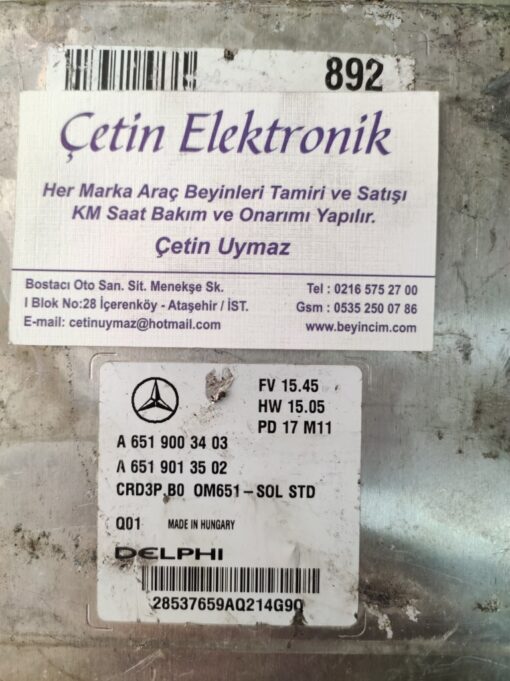 892
Çetin Elektronik
Her Marka Araç Beyinleri Tamiri ve Satışı
KM Saat Bakım ve Onarımı Yapılır.
Çetin Uymaz
Bostacı Oto San. Sit. Menekşe Sk.
I Blok No:28 İçerenköy - Ataşehir / İST.
E-mail: cetinuymaz@hotmail.com
Tel : 0216 575 27 00
Gsm : 0535 250 07 86
www.beyincim.com
FV 15.45
HW 15.05
PD 17 M11
A 651 900 34 03
A 651 901 35 02
CRD3P.B0 OM651-SOL STD
Q01 MADE IN HUNGARY
DELPHI
28537659AQ214G90